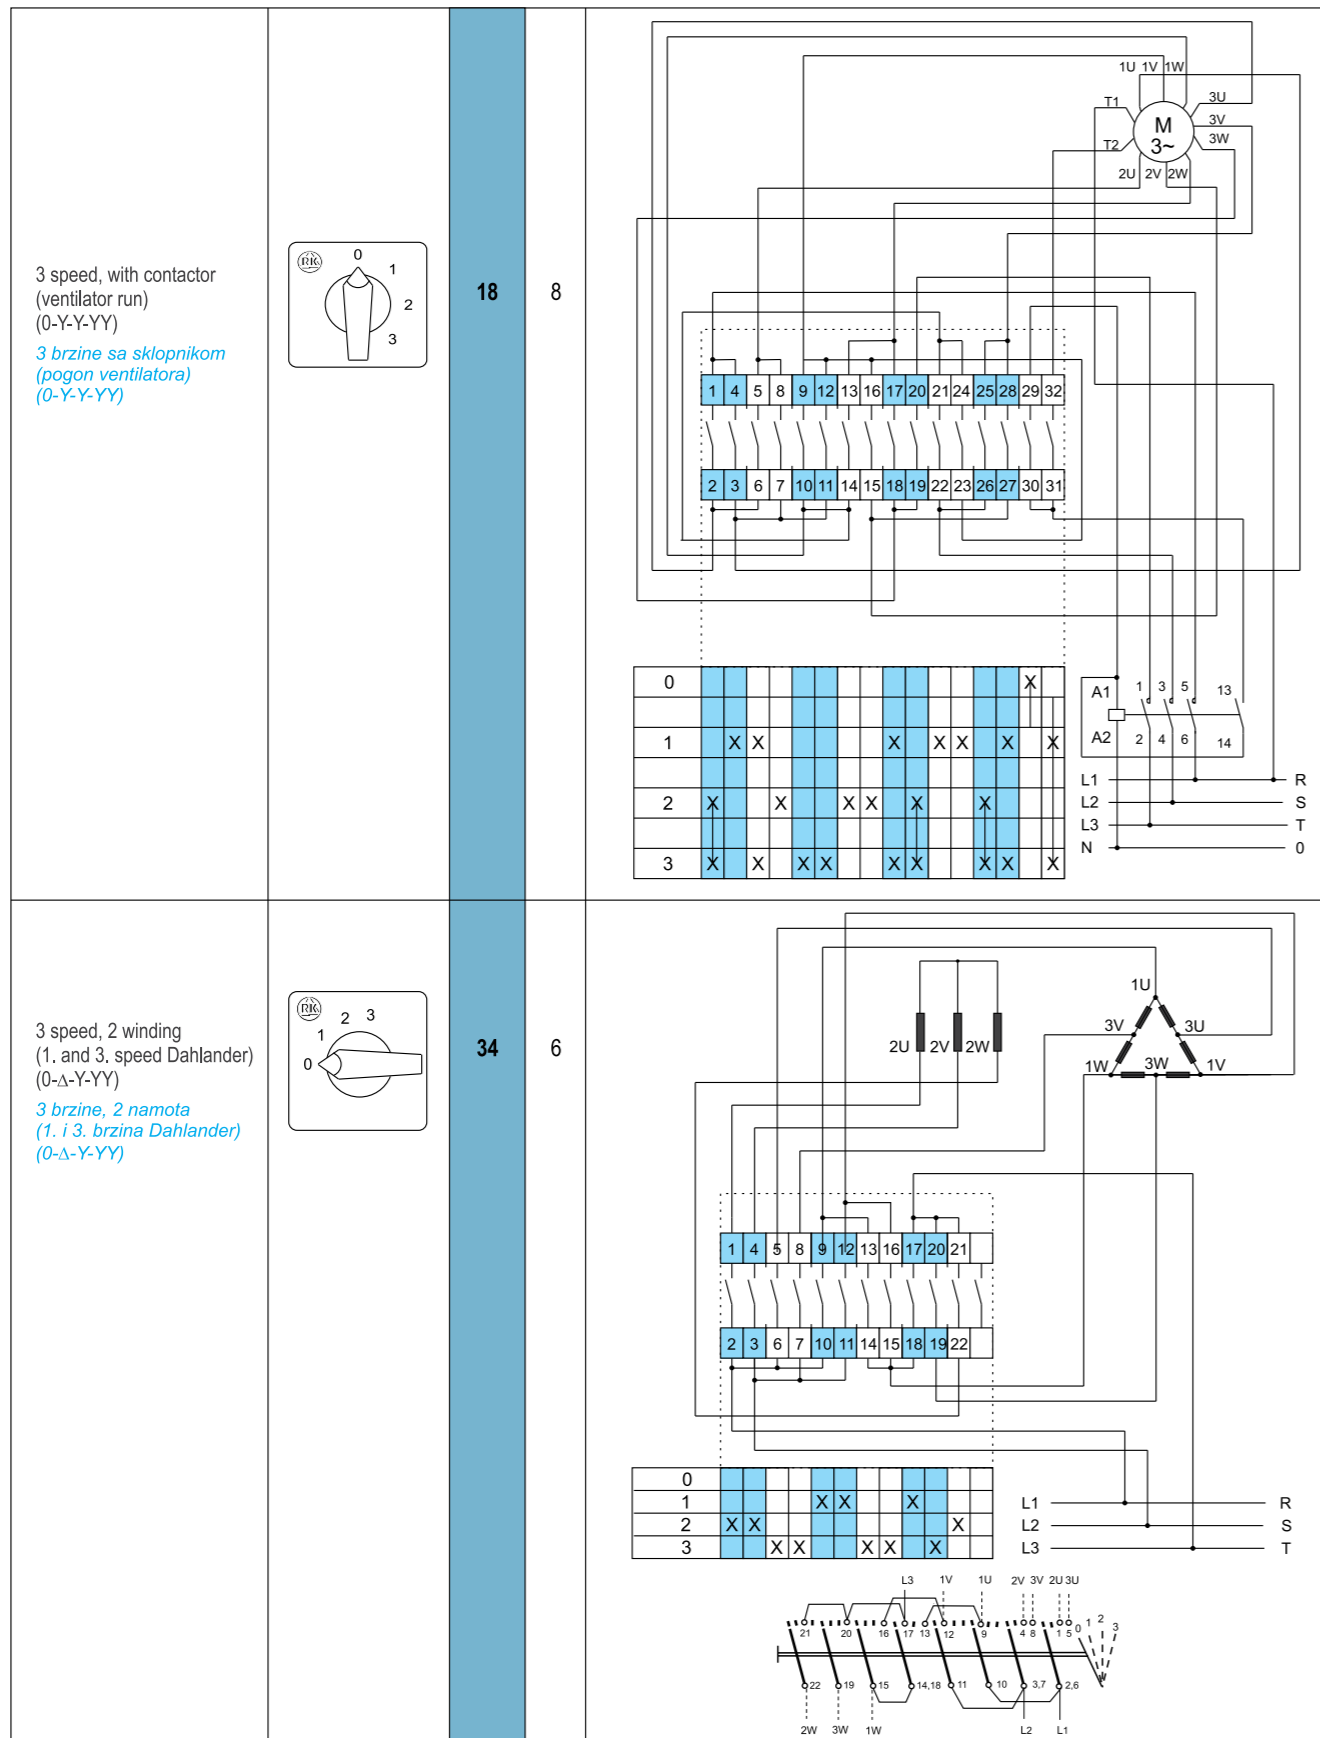 3 speed, with contactor
(ventilator run)
(0-Y-Y-YY)
3 brzine sa sklopnikom
(pogon ventilatora)
(0-Y-Y-YY)
RK
0
1
2
3
18
8
1U 1V 1W
T1
3U
M
3~
3V
3W
T2
2U 2V 2W
1 4 5 8 9 12 13 16 17 20 21 24 25 28 29 32
2 3 6 7 10 11 14 15 18 19 22 23 26 27 30 31
0 X
1 X X X X X X X
2 X X X X X X
3 X X X X X X X X X
A1 1 3 5 13
A2 2 4 6 14
L1 R
L2 S
L3 T
N 0
3 speed, 2 winding
(1. and 3. speed Dahlander)
(0-Δ-Y-YY)
3 brzine, 2 namota
(1. i 3. brzina Dahlander)
(0-Δ-Y-YY)
RK
0
1
2 3
34
6
1U
3V 3U
2U 2V 2W
1W 3W 1V
1 4 5 8 9 12 13 16 17 20 21
2 3 6 7 10 11 14 15 18 19 22
0
1 X X X
2 X X X
3 X X X X X
L1 R
L2 S
L3 T
L3 1V 1U 2V 3V 2U 3U
21 20 16 17 13 12 9 4 8 1 5 0 1 2 3
22 19 15 14,18 11 10 3,7 2,6
2W 3W 1W L2 L1